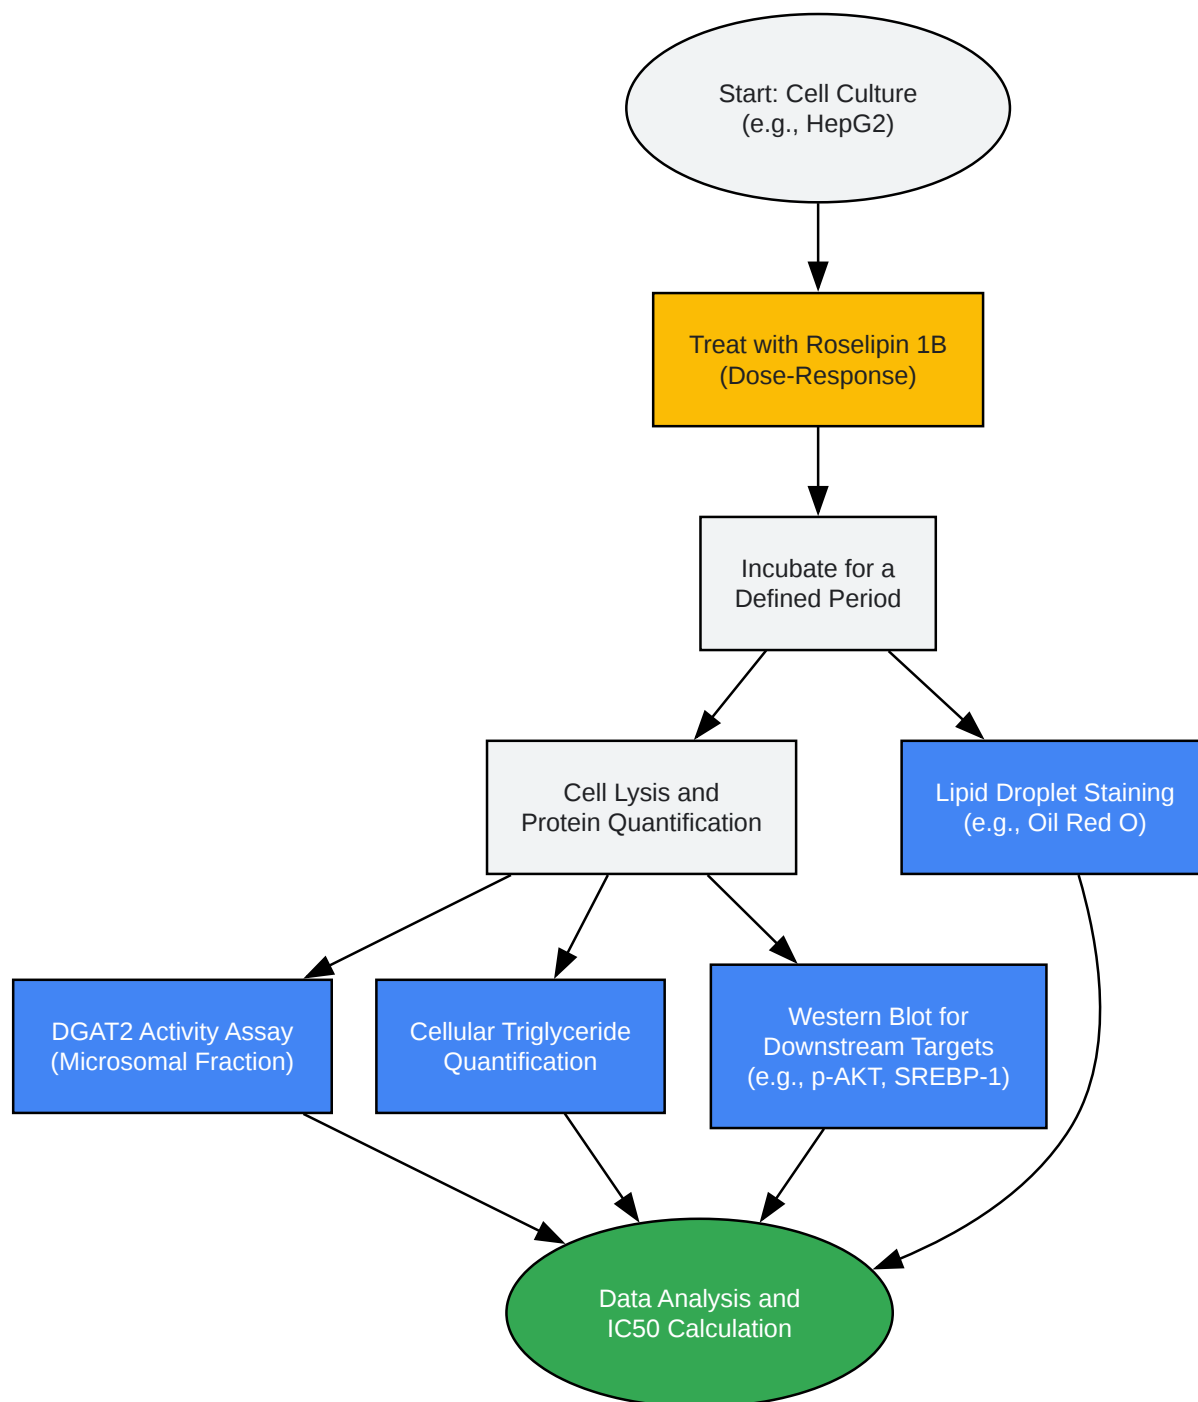 Start: Cell Culture
(e.g., HepG2)
Treat with Roselipin 1B
(Dose-Response)
Incubate for a
Defined Period
Cell Lysis and
Protein Quantification
Lipid Droplet Staining
(e.g., Oil Red O)
DGAT2 Activity Assay
(Microsomal Fraction)
Cellular Triglyceride
Quantification
Western Blot for
Downstream Targets
(e.g., p-AKT, SREBP-1)
Data Analysis and
IC50 Calculation